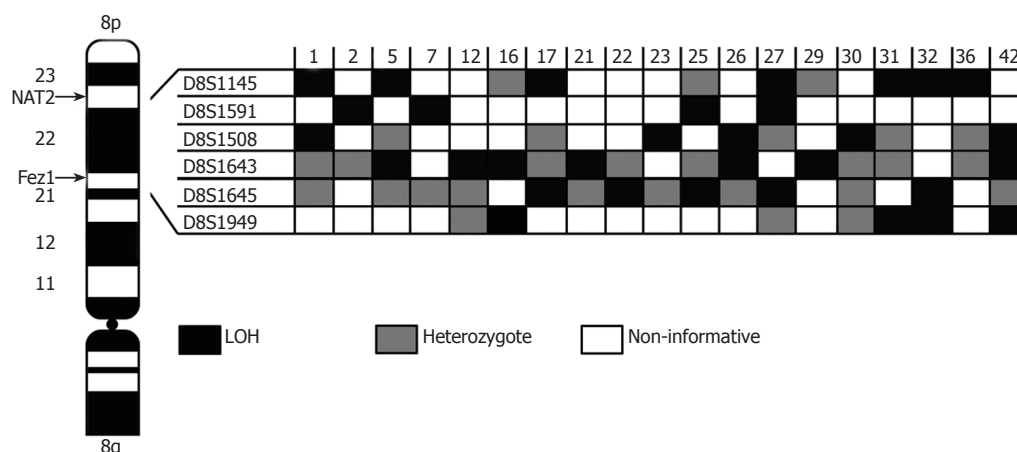 8p
1 2 5 7 12 16 17 21 22 23 25 26 27 29 30 31 32 36 42
23
NAT2
22
Fez1
21
12
11
D8S1145
D8S1591
D8S1508
D8S1643
D8S1645
D8S1949
LOH Heterozygote Non-informative
8q